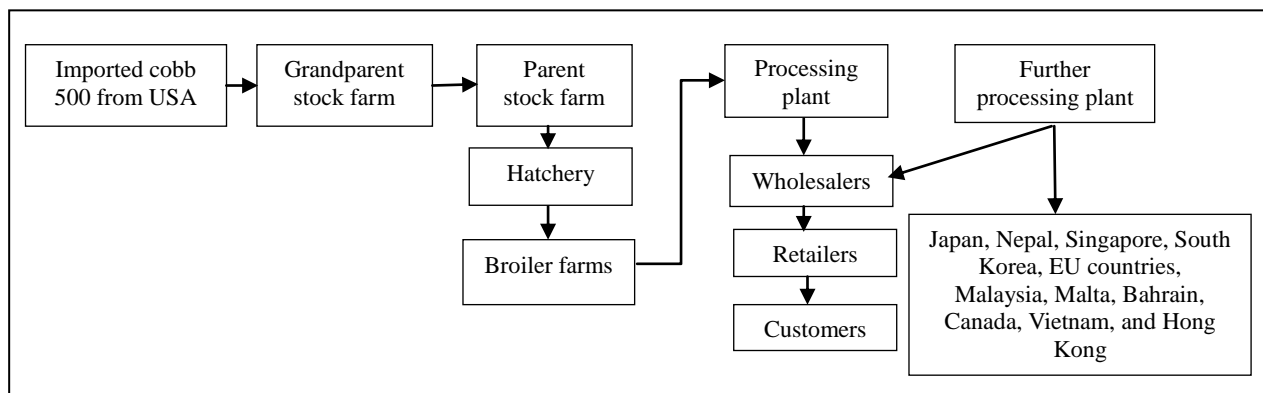 Imported cobb
500 from USA
Grandparent
stock farm
Parent
stock farm
Hatchery
Broiler farms
Processing
plant
Wholesalers
Retailers
Customers
Further
processing plant
Japan, Nepal, Singapore, South
Korea, EU countries,
Malaysia, Malta, Bahrain,
Canada, Vietnam, and Hong
Kong